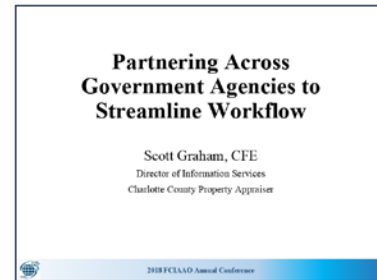 Partnering Across
Government Agencies to
Streamline Workflow
Scott Graham, CFE
Director of Information Services
Charlotte County Property Appraiser
2018 FCIAAO Annual Conference